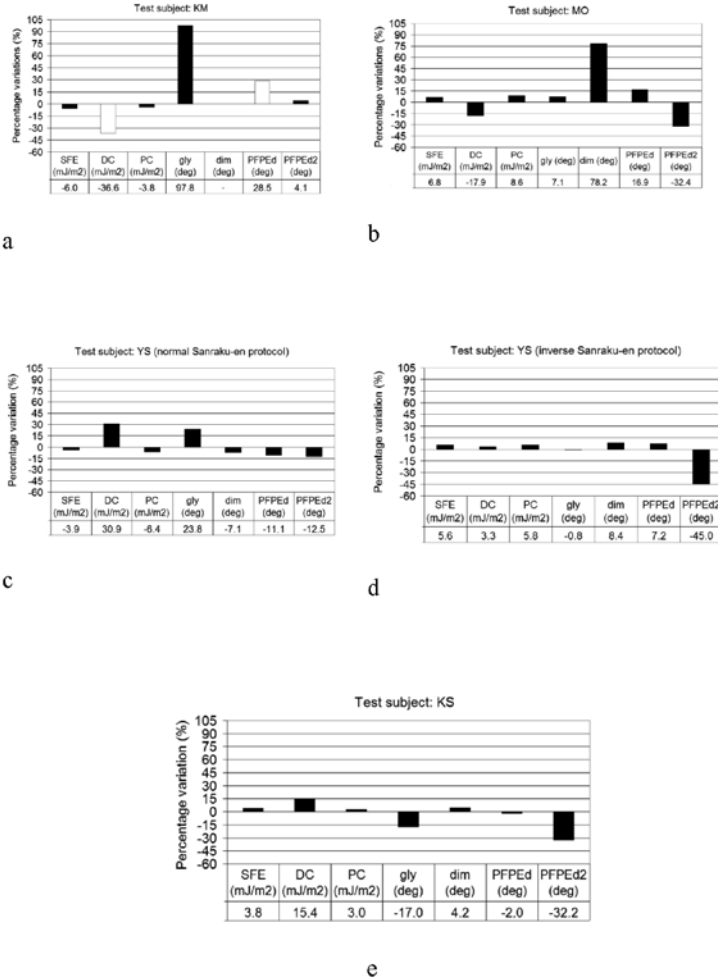 Test subject: KM
Percentage variations (%)
105
90
75
60
45
30
15
0
-15
-30
-45
-60
SFE (mJ/m2) DC (mJ/m2) PC (mJ/m2) gly (deg) dim (deg) PFPEd (deg) PFPEd2 (deg)
-6.0 -36.6 -3.8 97.8 - 28.5 4.1
a
Test subject: MO
Percentage variations (%)
105
90
75
60
45
30
15
0
-15
-30
-45
-60
SFE (mJ/m2) DC (mJ/m2) PC (mJ/m2) gly (deg) dim (deg) PFPEd (deg) PFPEd2 (deg)
6.8 -17.9 8.6 7.1 78.2 16.9 -32.4
b
Test subject: YS (normal Sanraku-en protocol)
Percentage variation (%)
105
90
75
60
45
30
15
0
-15
-30
-45
-60
SFE (mJ/m2) DC (mJ/m2) PC (mJ/m2) gly (deg) dim (deg) PFPEd (deg) PFPEd2 (deg)
-3.9 30.9 -6.4 23.8 -7.1 -11.1 -12.5
c
Test subject: YS (inverse Sanraku-en protocol)
Percentage variation (%)
105
90
75
60
45
30
15
0
-15
-30
-45
-60
SFE (mJ/m2) DC (mJ/m2) PC (mJ/m2) gly (deg) dim (deg) PFPEd (deg) PFPEd2 (deg)
5.6 3.3 5.8 -0.8 8.4 7.2 -45.0
d
Test subject: KS
Percentage variation (%)
105
90
75
60
45
30
15
0
-15
-30
-45
-60
SFE (mJ/m2) DC (mJ/m2) PC (mJ/m2) gly (deg) dim (deg) PFPEd (deg) PFPEd2 (deg)
3.8 15.4 3.0 -17.0 4.2 -2.0 -32.2
e